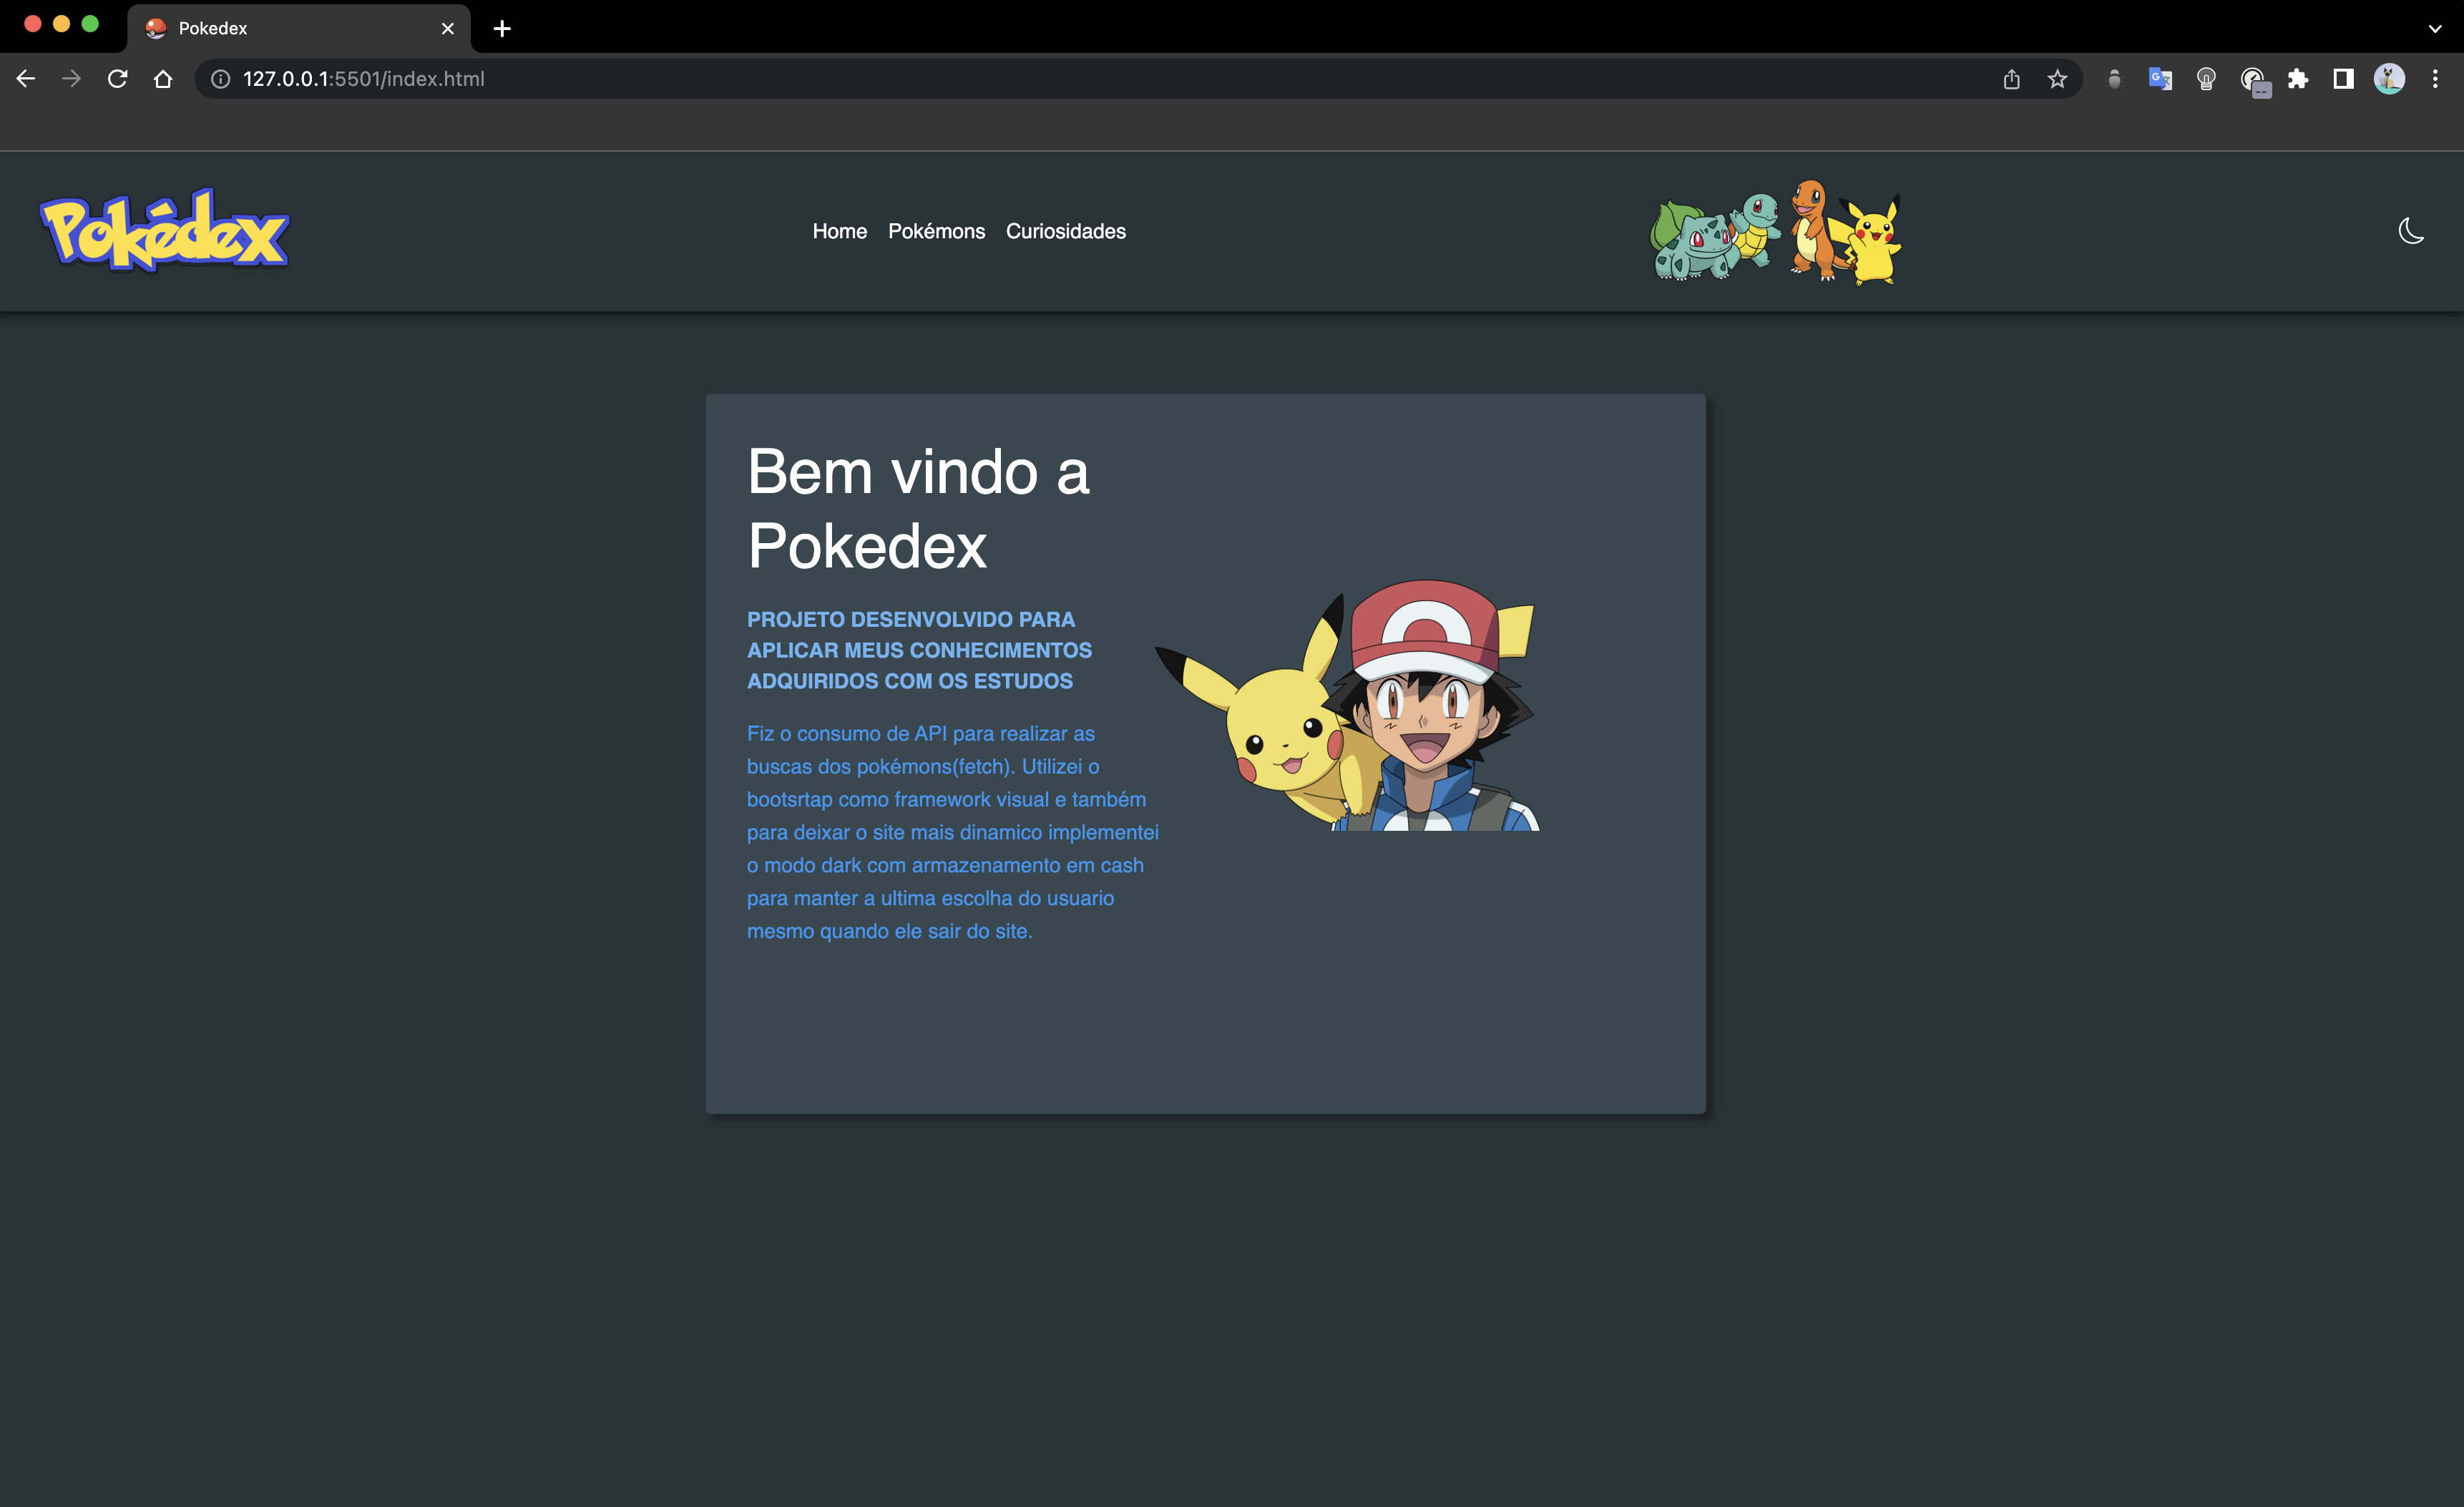 Pokedex
127.0.0.1:5501/index.html
Pokédex
Home Pokémons Curiosidades
Bem vindo a
Pokedex
PROJETO DESENVOLVIDO PARA
APLICAR MEUS CONHECIMENTOS
ADQUIRIDOS COM OS ESTUDOS
Fiz o consumo de API para realizar as
buscas dos pokémons(fetch). Utilizei o
bootsrtap como framework visual e também
para deixar o site mais dinamico implementei
o modo dark com armazenamento em cash
para manter a ultima escolha do usuario
mesmo quando ele sair do site.